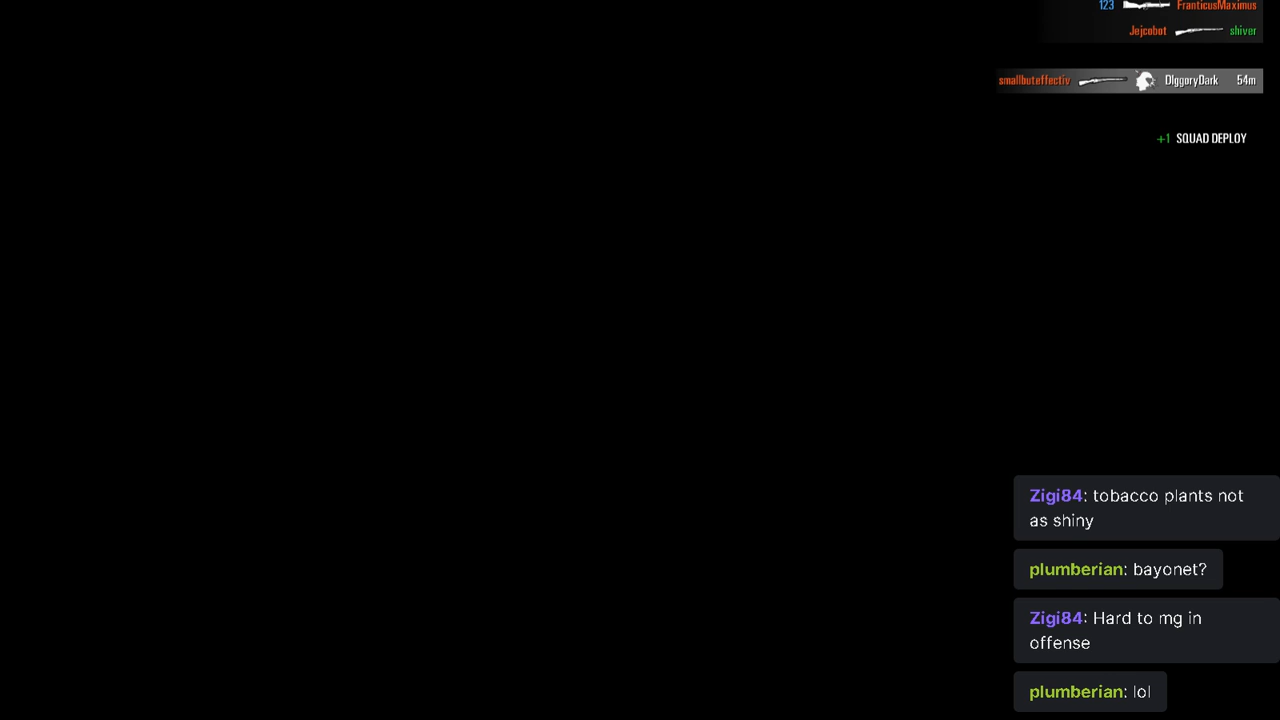 123 FranticusMaximus
Jejcobot shiver
smallbuteffectiv DIggoryDark 54m
+1 SQUAD DEPLOY
Zigi84: tobacco plants not
as shiny
plumberian: bayonet?
Zigi84: Hard to mg in
offense
plumberian: lol